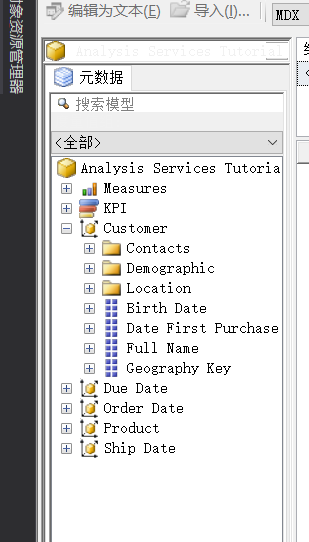 编辑为文本(E) 导入(I)... MDX
对象资源管理器
Analysis Services Tutorial
元数据
搜索模型
<全部>
Analysis Services Tutoria
Measures
KPI
Customer
Contacts
Demographic
Location
Birth Date
Date First Purchase
Full Name
Geography Key
Due Date
Order Date
Product
Ship Date